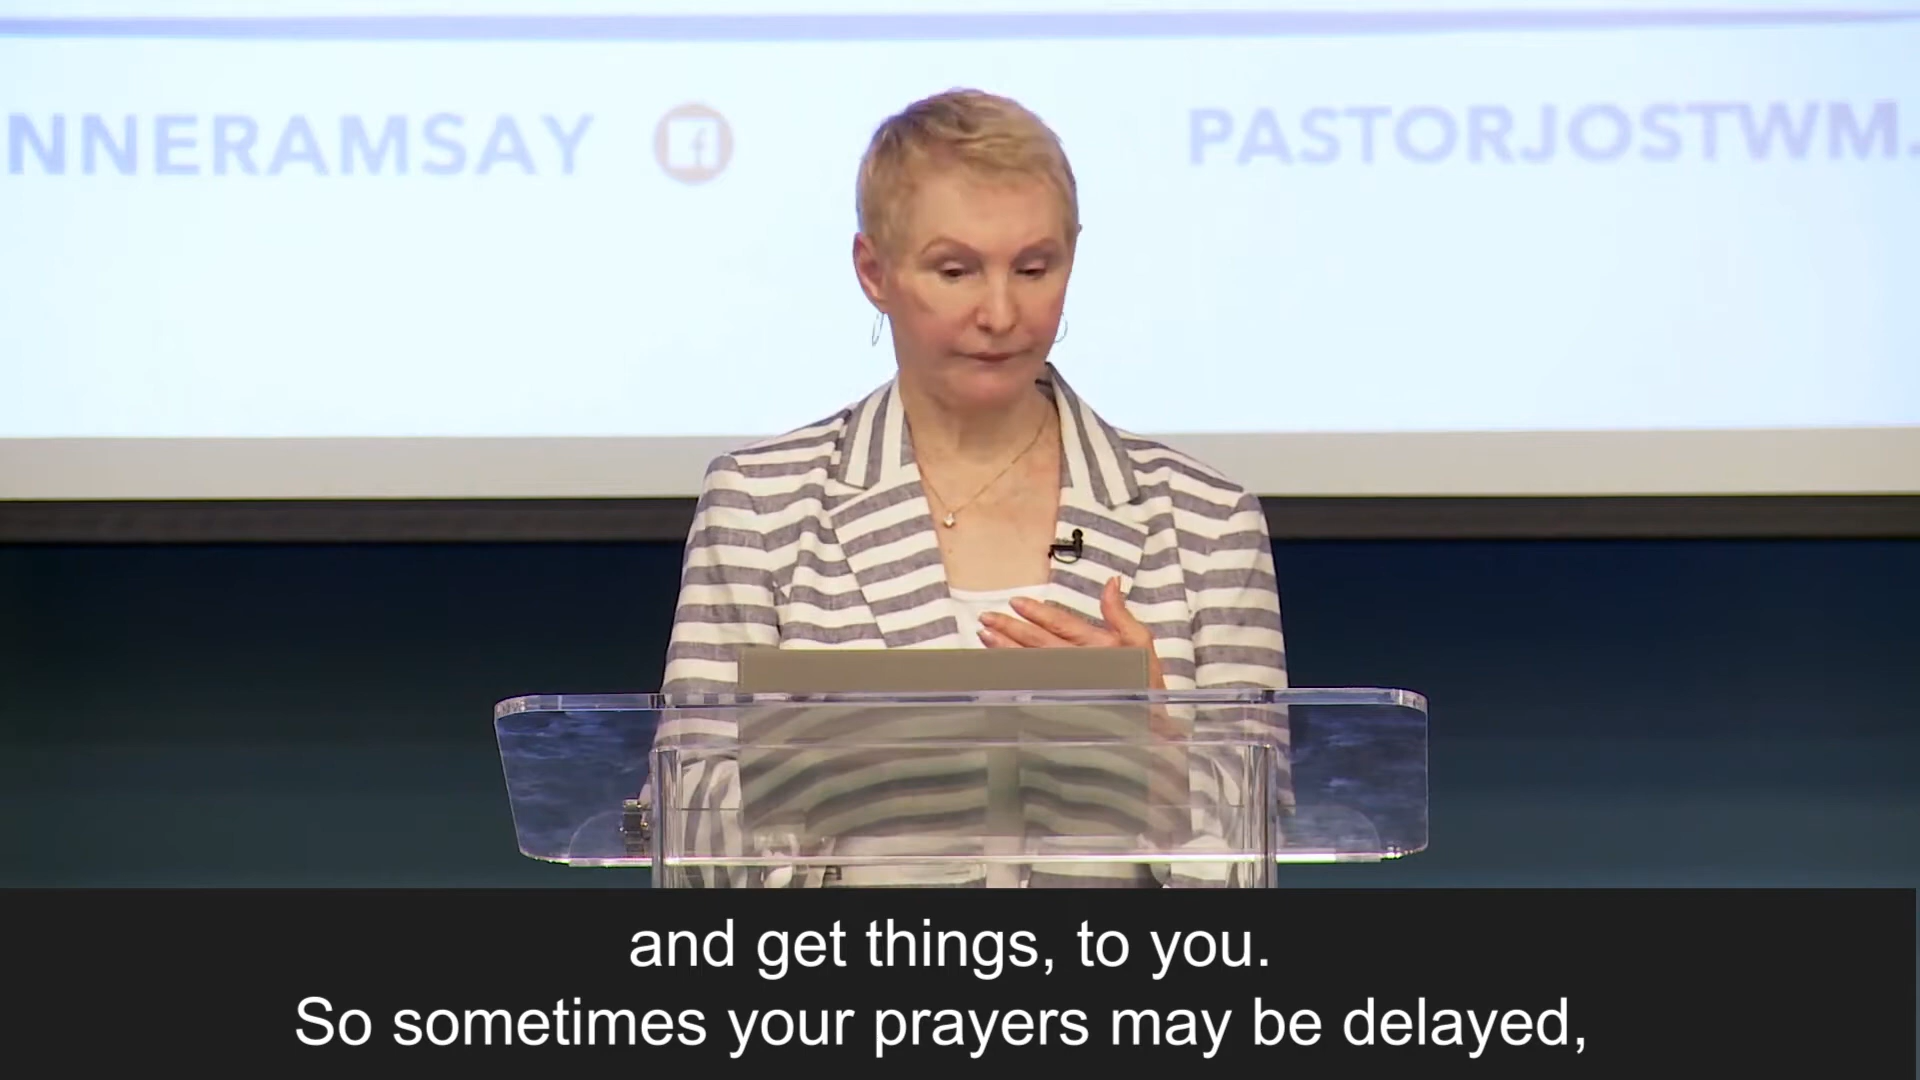 NNERAMSAY
PASTORJOSTWM.
and get things, to you.
So sometimes your prayers may be delayed,